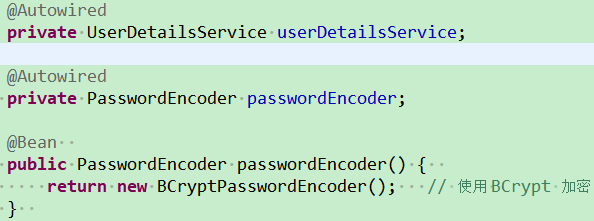 @Autowired
private UserDetailsService userDetailsService;
@Autowired
private PasswordEncoder passwordEncoder;
@Bean
public PasswordEncoder passwordEncoder() {
return new BCryptPasswordEncoder(); // 使用 BCrypt 加密
}